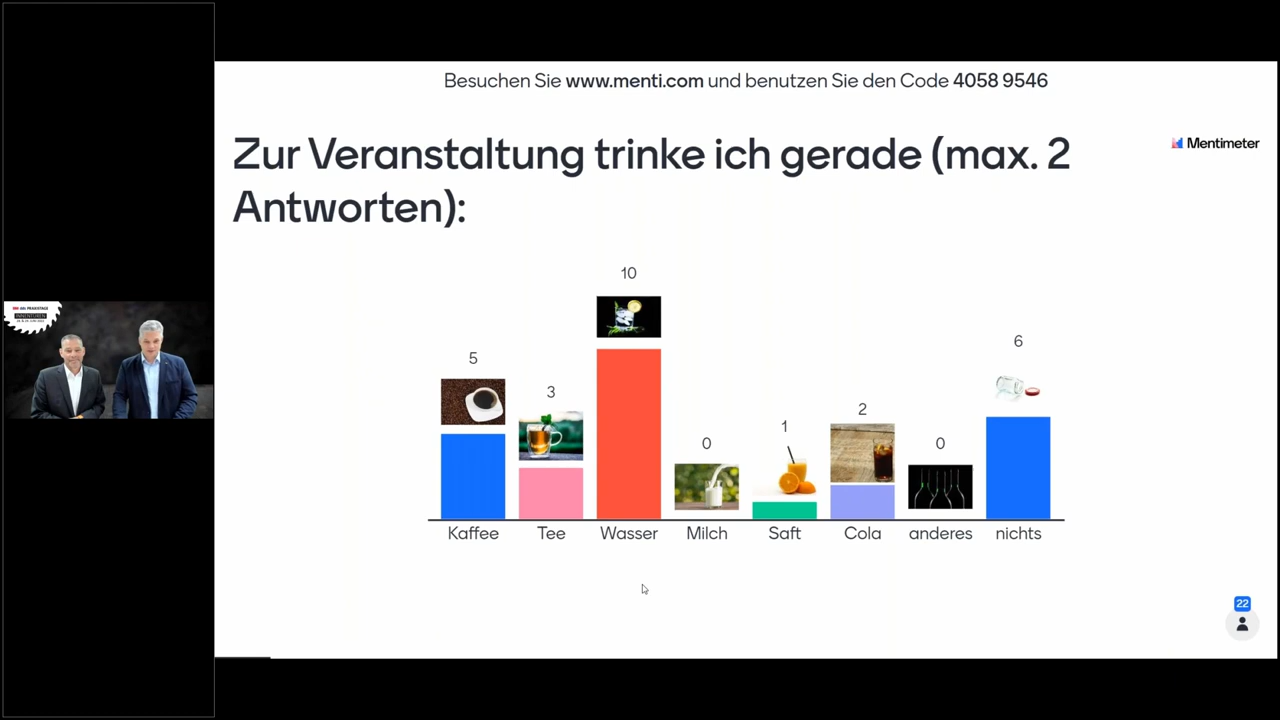 Besuchen Sie www.menti.com und benutzen Sie den Code 4058 9546
Zur Veranstaltung trinke ich gerade (max. 2
Antworten):
Mentimeter
10
6
5
3
2
1
0
0
Kaffee
Tee
Wasser
Milch
Saft
Cola
anderes
nichts
22
PRAXISTAGE